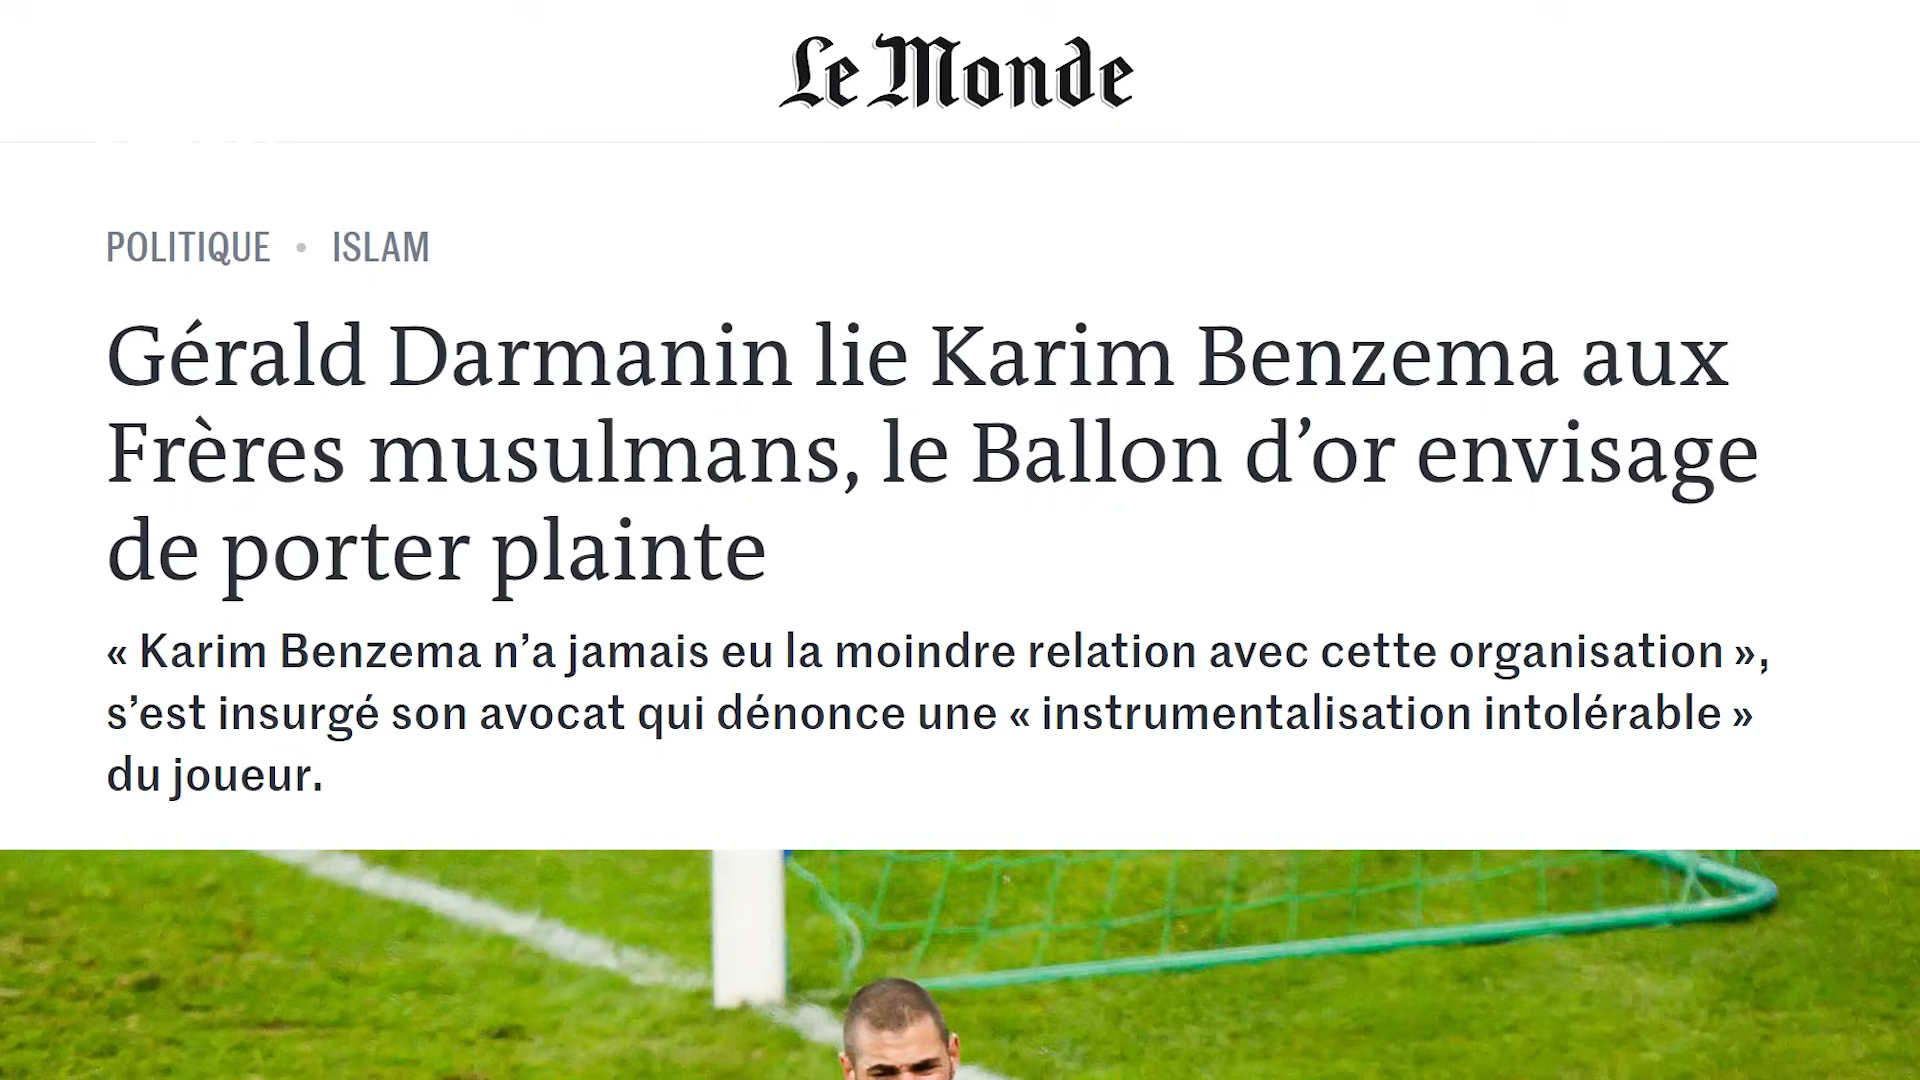 Le Monde
POLITIQUE • ISLAM
Gérald Darmanin lie Karim Benzema aux
Frères musulmans, le Ballon d’or envisage
de porter plainte
« Karim Benzema n’a jamais eu la moindre relation avec cette organisation »,
s’est insurgé son avocat qui dénonce une « instrumentalisation intolérable »
du joueur.